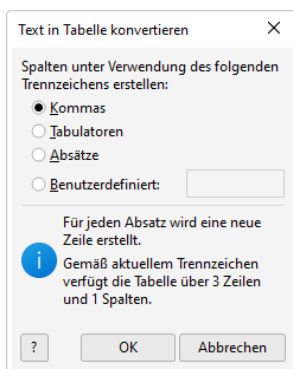 Text in Tabelle konvertieren
Spalten unter Verwendung des folgenden
Trennzeichens erstellen:
Kommas
Tabulatoren
Absätze
Benutzerdefiniert:
Für jeden Absatz wird eine neue
Zeile erstellt.
Gemäß aktuellem Trennzeichen
verfügt die Tabelle über 3 Zeilen
und 1 Spalten.
? OK Abbrechen